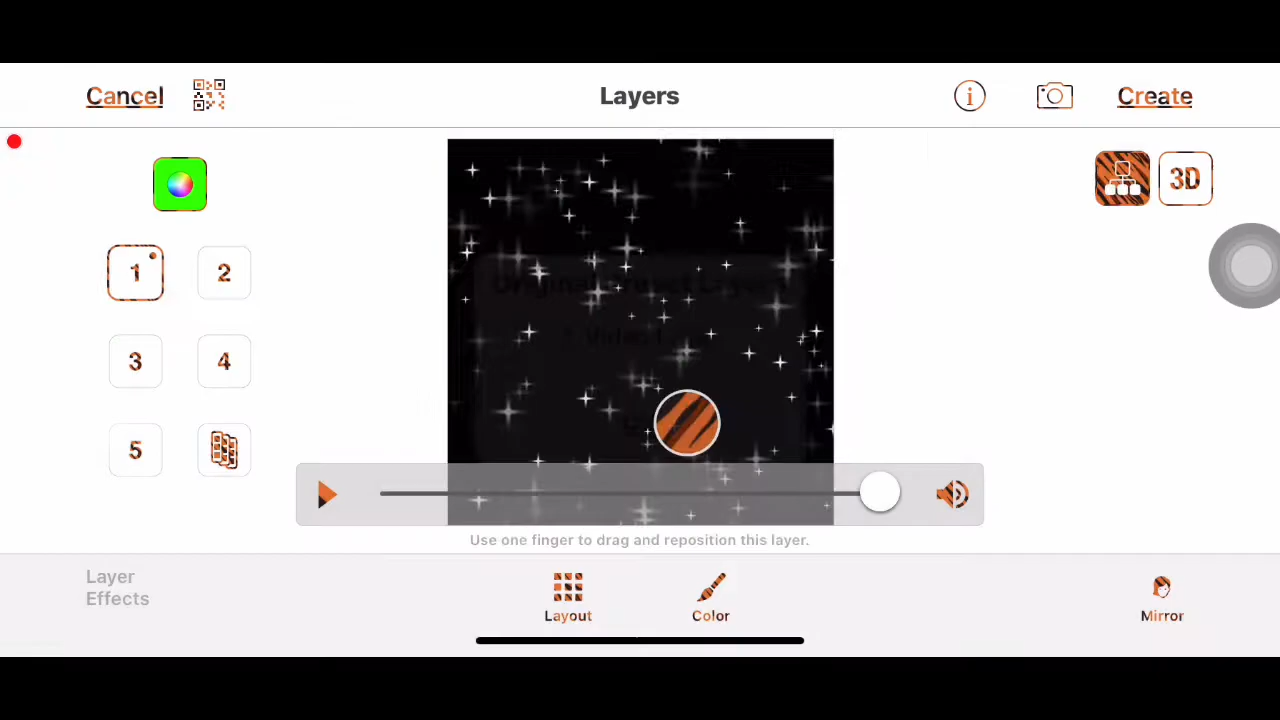 Cancel
Layers
Create
3D
1
2
3
4
5
Use one finger to drag and reposition this layer.
Layer
Effects
Layout
Color
Mirror